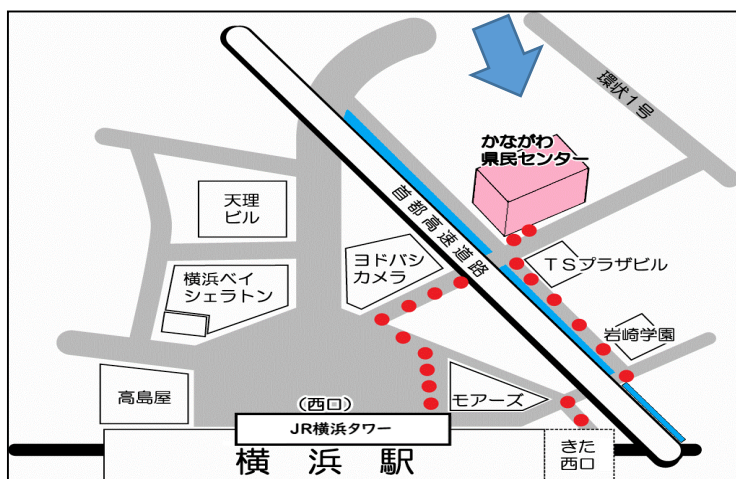 環状1号
かながわ
県民センター
首都高速道路
天理
ビル
ヨドバシ
カメラ
TSプラザビル
横浜ベイ
シェラトン
岩崎学園
高島屋
(西口)
モアーズ
JR横浜タワー
横浜駅
きた
西口